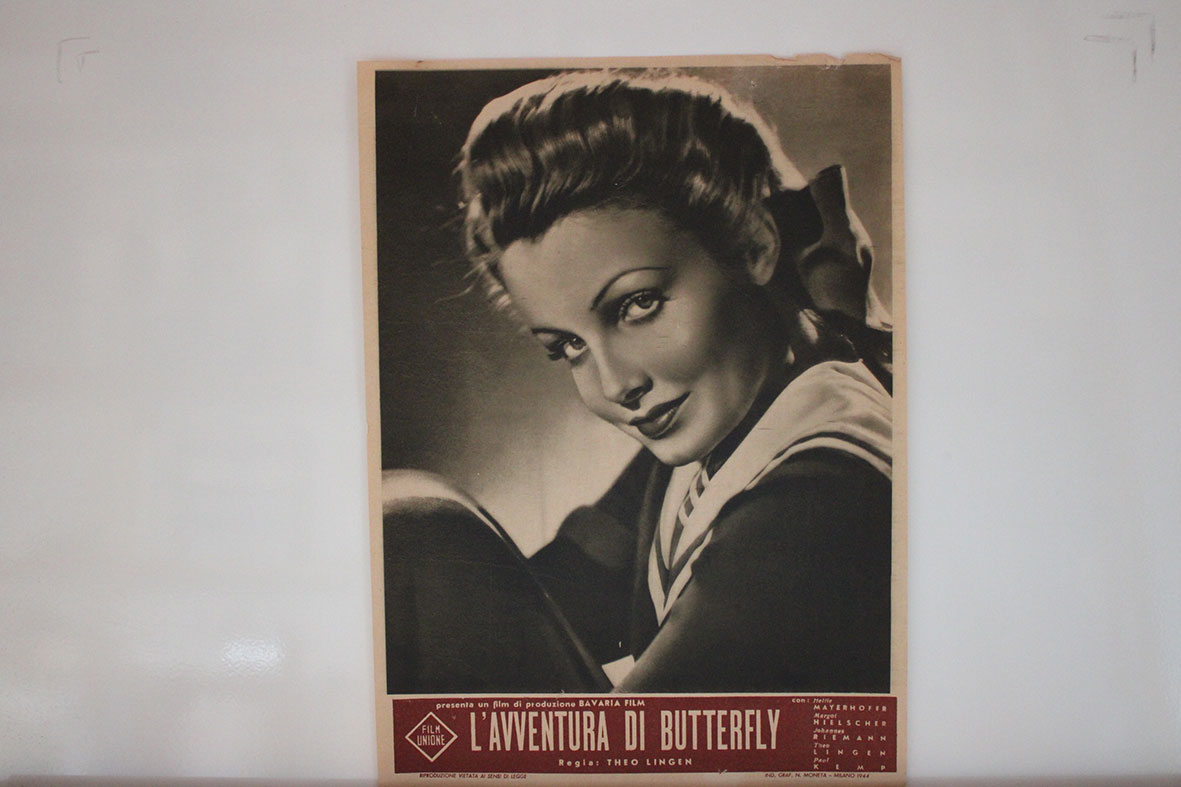 presenta un film di produzione BAVARIA FILM
FILM
UNIONE
L'AVVENTURA DI BUTTERFLY
Regia: THEO LINGEN
con: Hellie
MAYERHOFER
Margot
HIELSCHER
Johannes
RIEMANN
Theo
LINGEN
Paul
KEMP
RIPRODUZIONE VIETATA AI SENSI DI LEGGE
IND. GRAF. N. MONETA - MILANO 1944